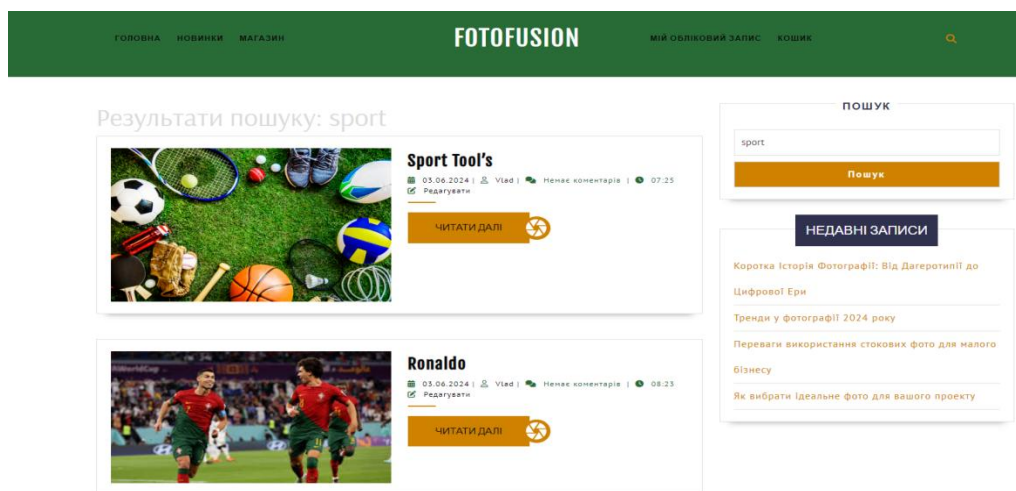 ГОЛОВНА НОВИНКИ МАГАЗИН FOTOFUSION МІЙ ОБЛІКОВИЙ ЗАПИС КОШИК
Результати пошуку: sport
Sport Tool's
03.06.2024 | Vlad | Немає коментарів | 07:25
Редагувати
ЧИТАТИ ДАЛІ
Ronaldo
03.06.2024 | Vlad | Немає коментарів | 08:23
Редагувати
ЧИТАТИ ДАЛІ
ПОШУК
sport
Пошук
НЕДАВНІ ЗАПИСИ
Коротка Історія Фотографії: Від Дагеротипії до
Цифрової Ери
Тренди у фотографії 2024 року
Переваги використання стокових фото для малого
бізнесу
Як вибрати ідеальне фото для вашого проекту